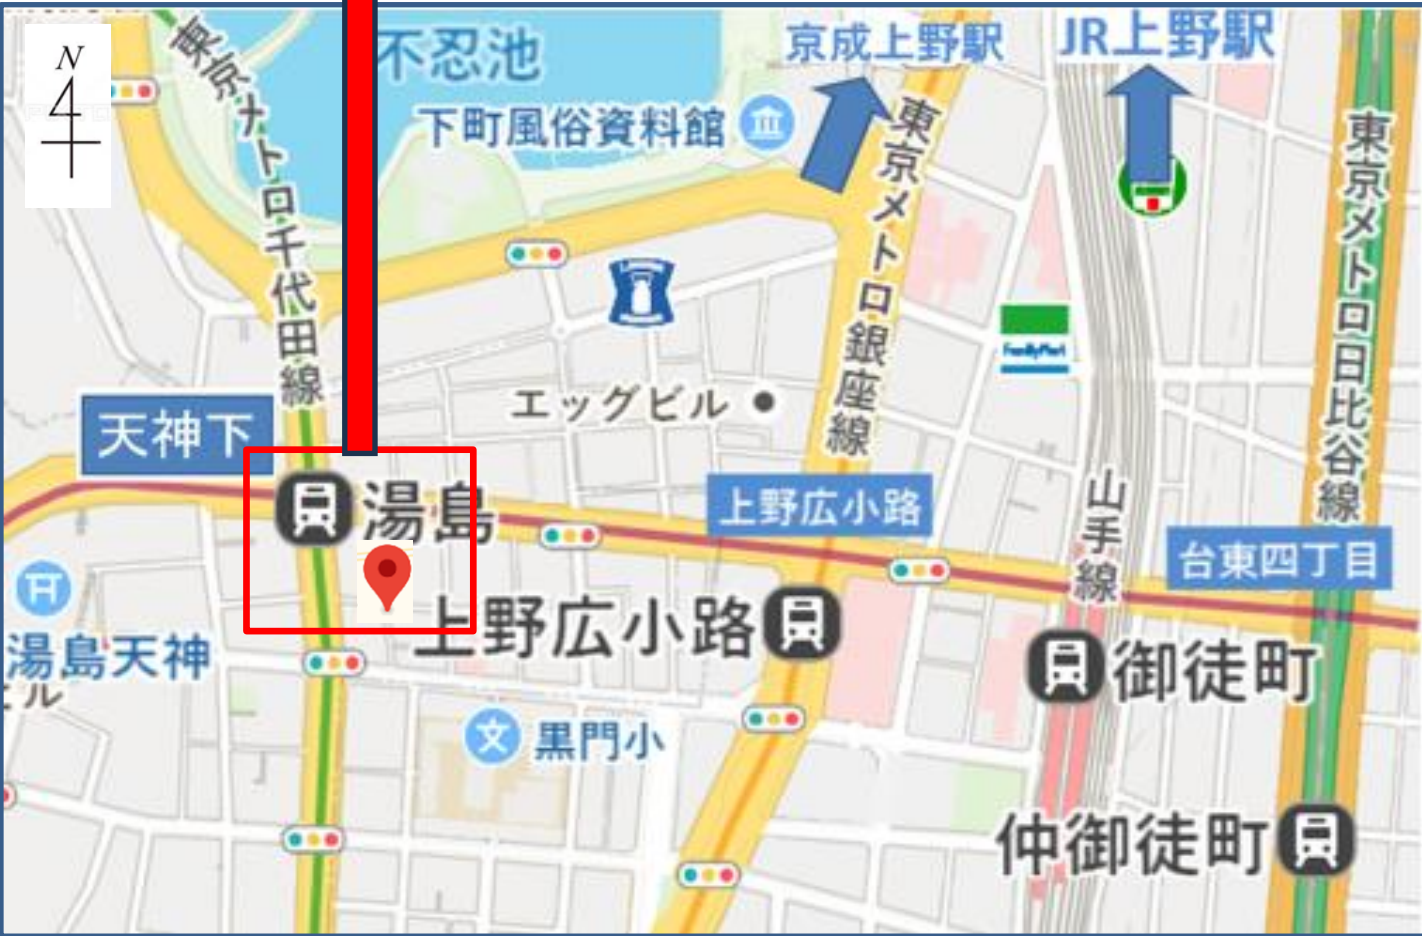 N
不忍池
京成上野駅
JR上野駅
下町風俗資料館
東京メトロ千代田線
東京メトロ銀座線
東京メトロ日比谷線
FamilyMart
エッグビル
天神下
湯島
上野広小路
山手線
台東四丁目
上野広小路
湯島天神
ビル
御徒町
文
黒門小
仲御徒町